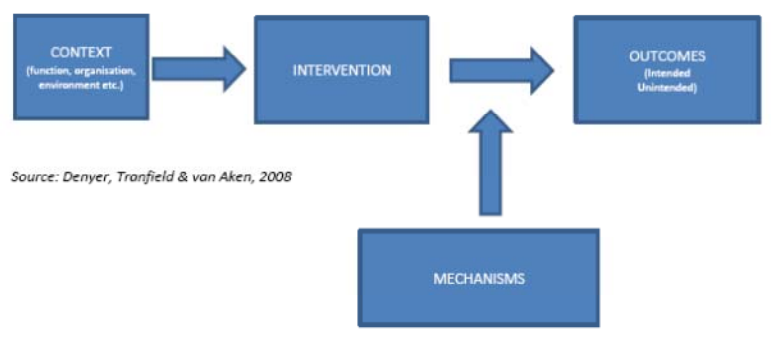 CONTEXT
(function, organisation,
environment etc.)
INTERVENTION
OUTCOMES
(Intended
Unintended)
Source: Denyer, Tranfield & van Aken, 2008
MECHANISMS